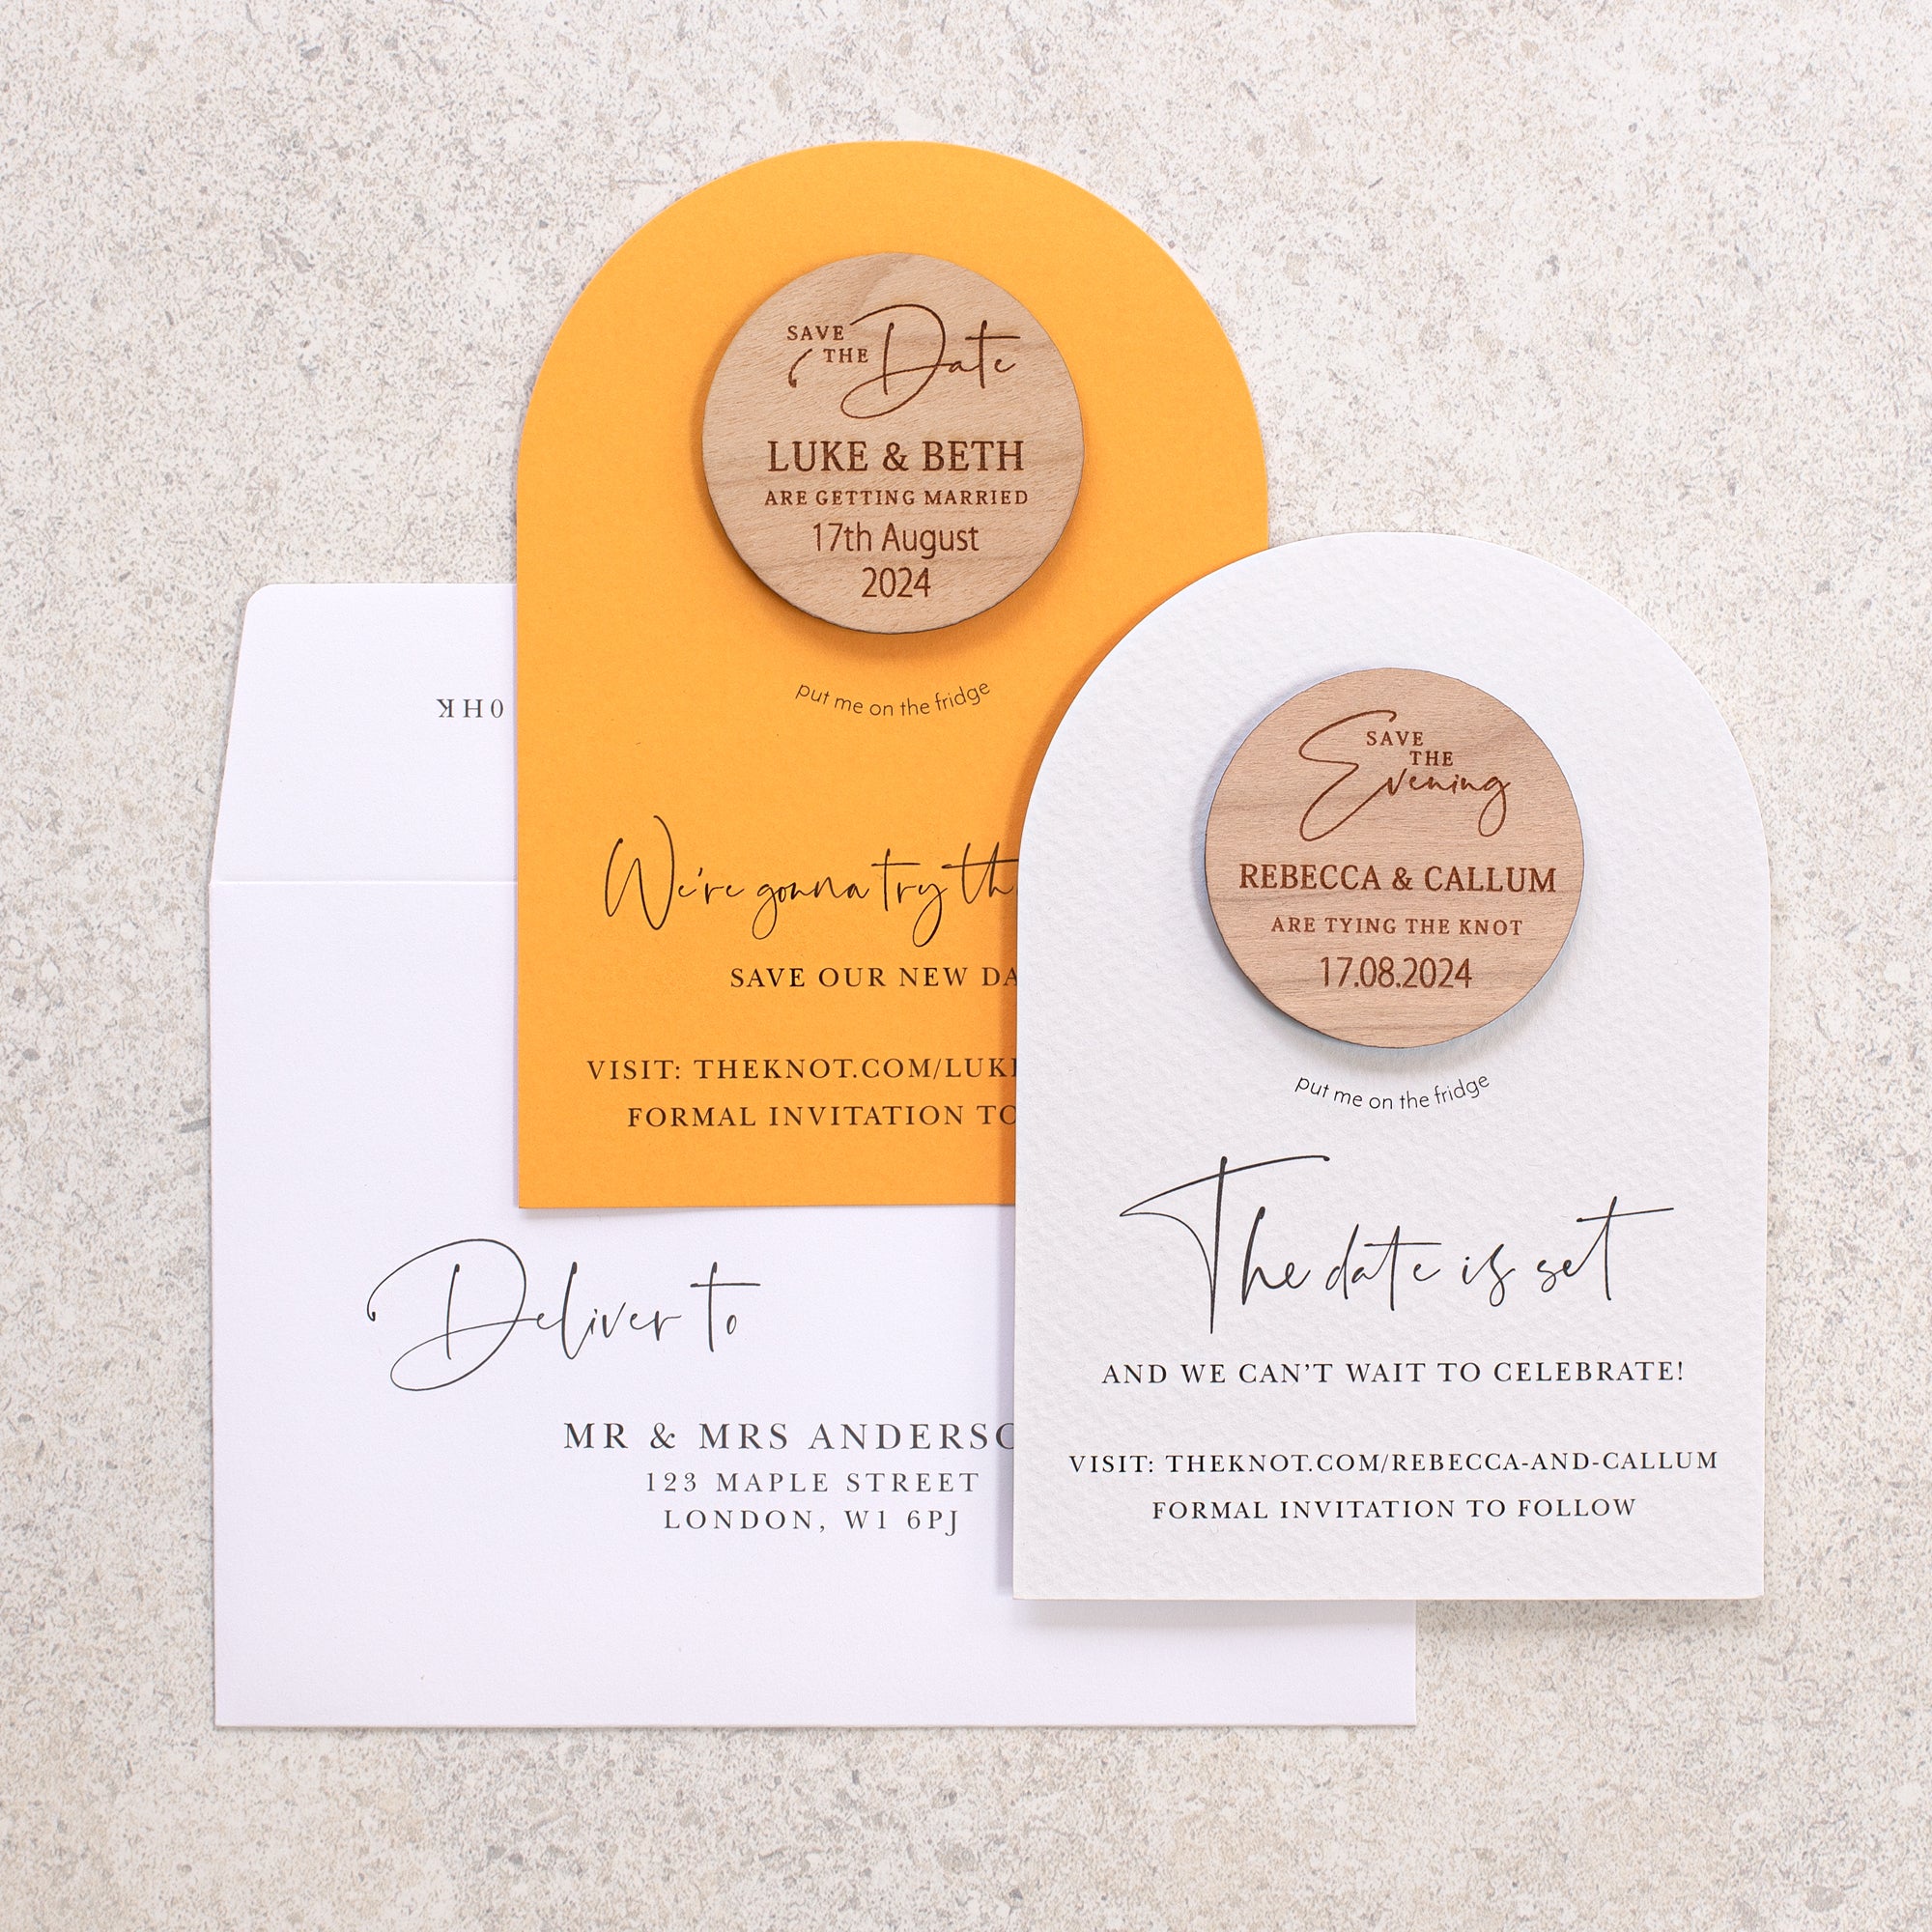 SAVE
THE Date
LUKE & BETH
ARE GETTING MARRIED
17th August
2024
put me on the fridge
We're gonna try th
SAVE OUR NEW DA
VISIT: THEKNOT.COM/LUK
FORMAL INVITATION TO
0HK
Deliver to
MR & MRS ANDERSO
123 MAPLE STREET
LONDON, W1 6PJ
SAVE
THE
Evening
REBECCA & CALLUM
ARE TYING THE KNOT
17.08.2024
put me on the fridge
The date is set
AND WE CAN'T WAIT TO CELEBRATE!
VISIT: THEKNOT.COM/REBECCA-AND-CALLUM
FORMAL INVITATION TO FOLLOW